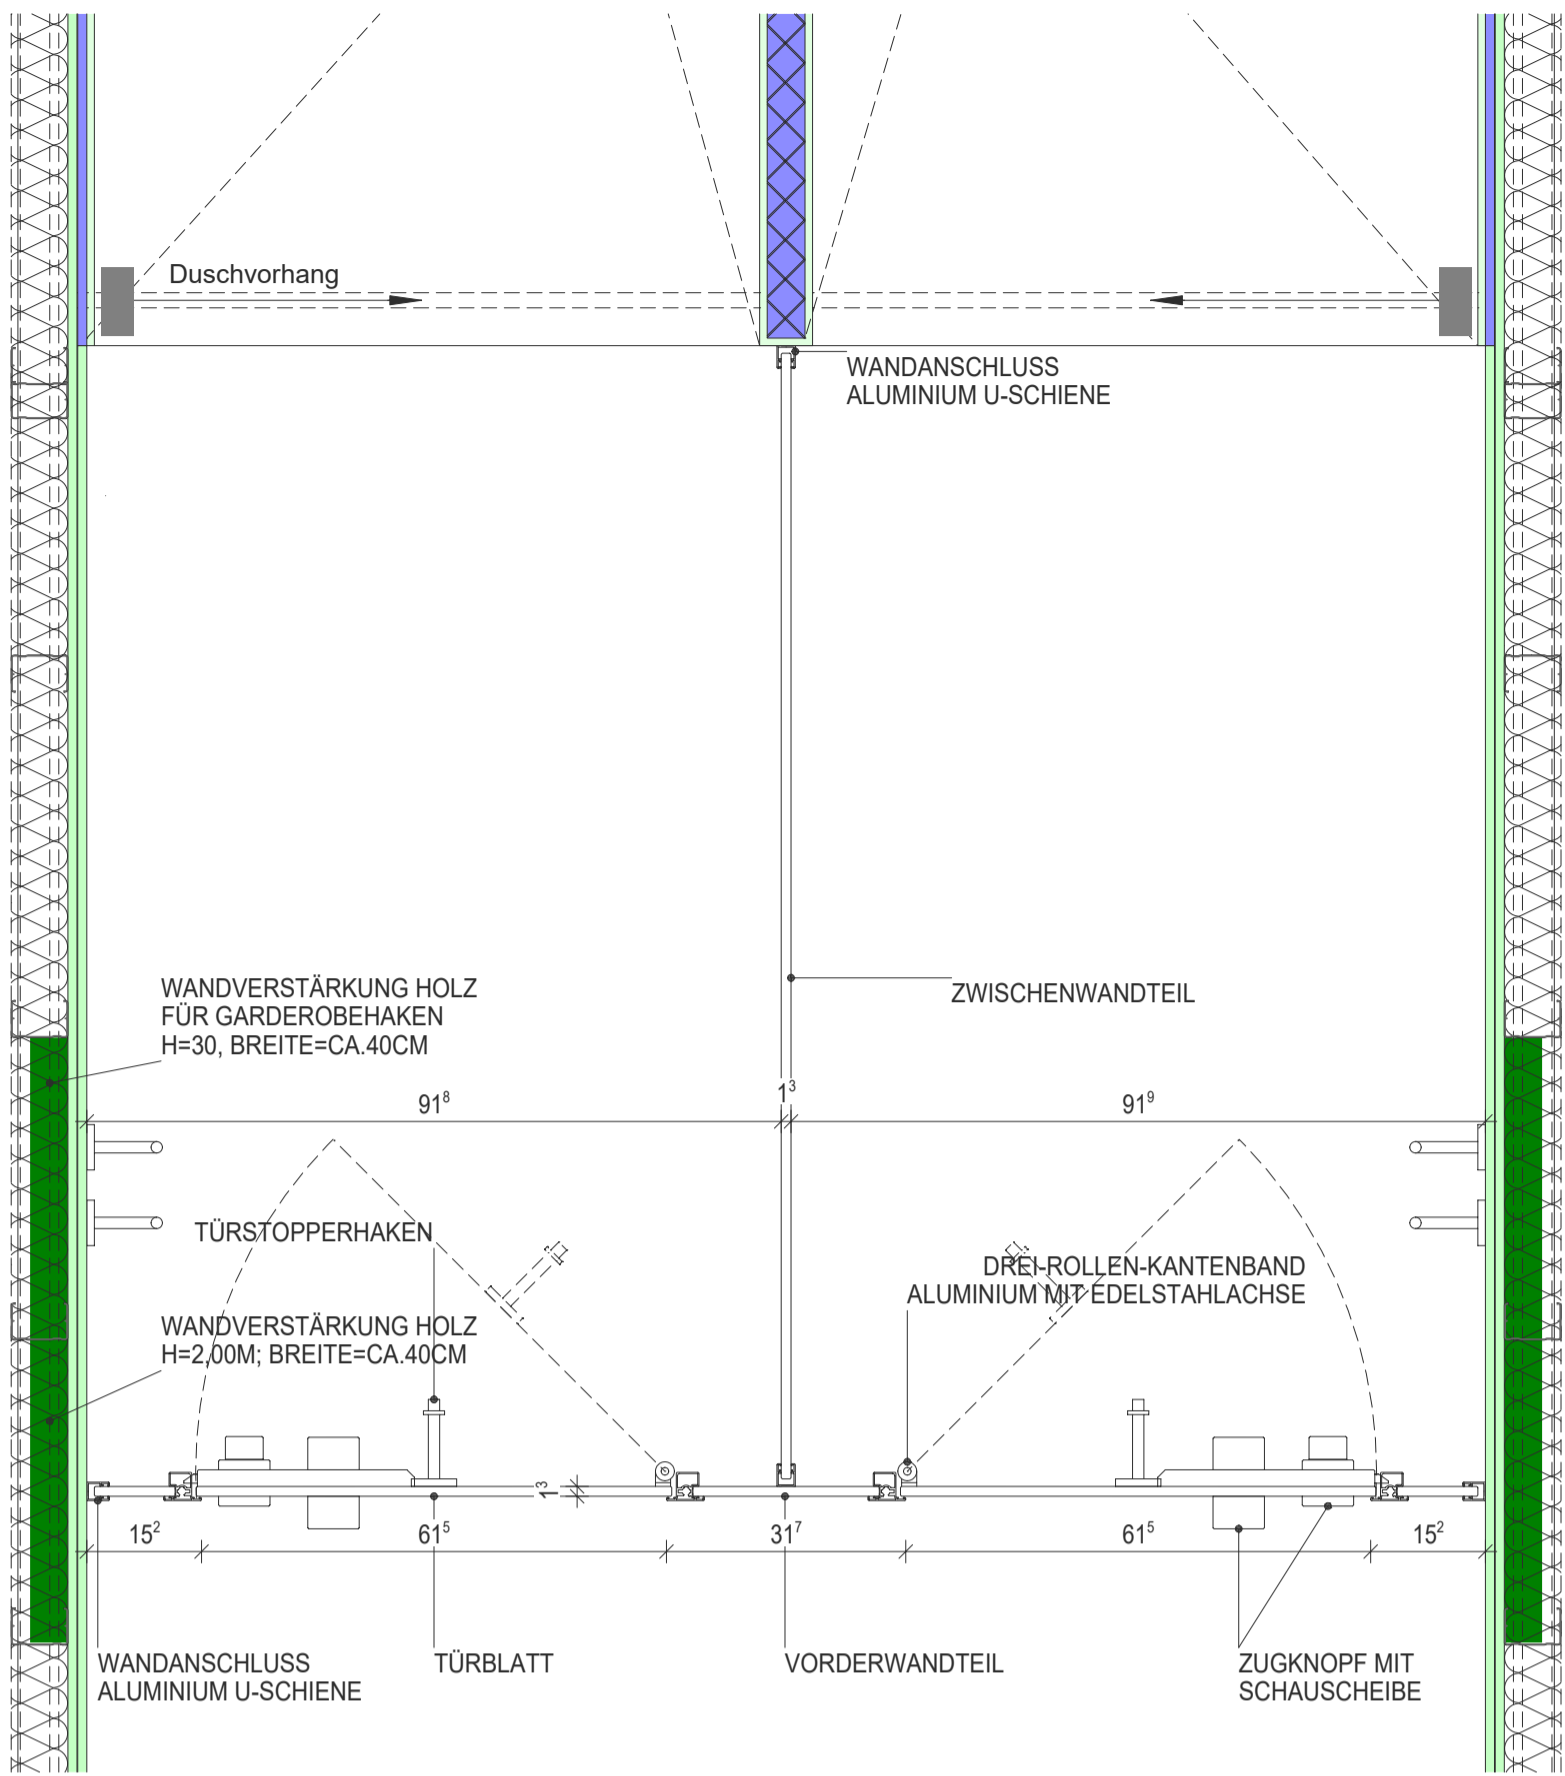 Duschvorhang
WANDANSCHLUSS
ALUMINIUM U-SCHIENE
WANDVERSTÄRKUNG HOLZ
FÜR GARDEROBEHAKEN
H=30, BREITE=CA.40CM
ZWISCHENWANDTEIL
91⁸
1³
91⁹
TÜRSTOPPERHAKEN
DREI-ROLLEN-KANTENBAND
ALUMINIUM MIT EDELSTAHLACHSE
WANDVERSTÄRKUNG HOLZ
H=2,00M; BREITE=CA.40CM
1³
15²
61⁵
31⁷
61⁵
15²
WANDANSCHLUSS
ALUMINIUM U-SCHIENE
TÜRBLATT
VORDERWANDTEIL
ZUGKNOPF MIT
SCHAUSCHEIBE